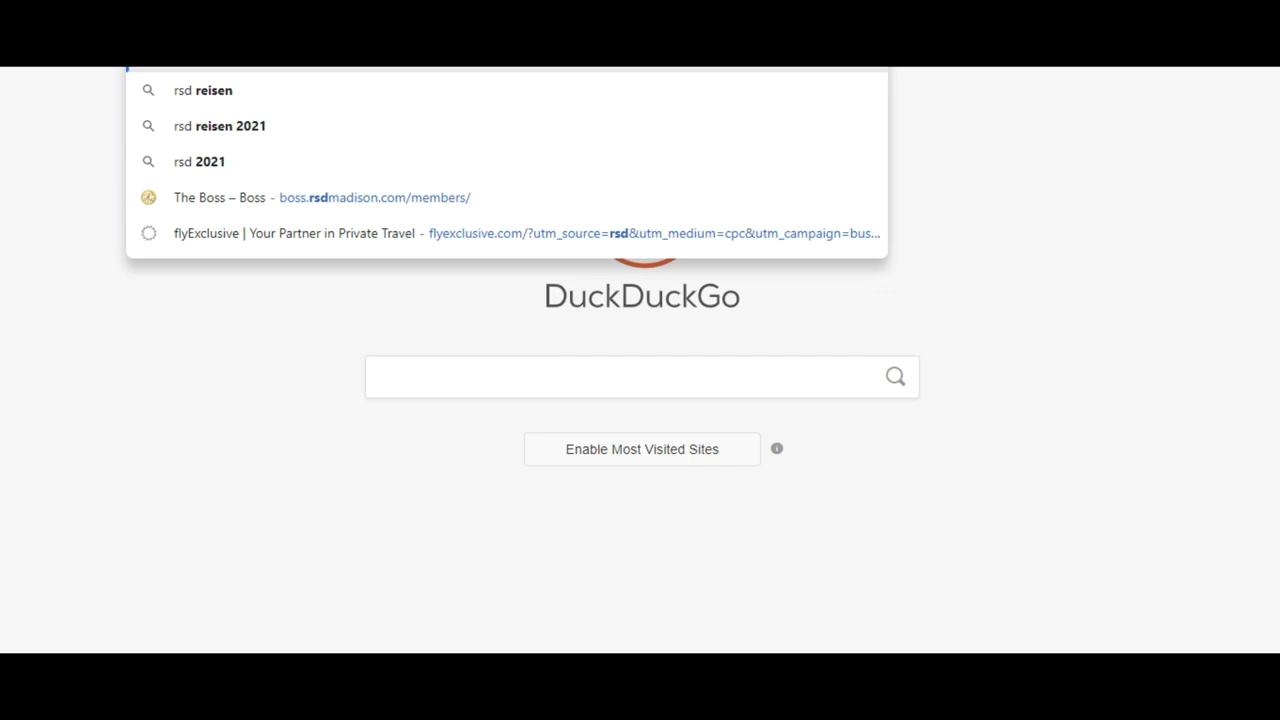 rsd reisen
rsd reisen 2021
rsd 2021
The Boss – Boss - boss.rsdmadison.com/members/
flyExclusive | Your Partner in Private Travel - flyexclusive.com/?utm_source=rsd&utm_medium=cpc&utm_campaign=bus...
DuckDuckGo
Enable Most Visited Sites